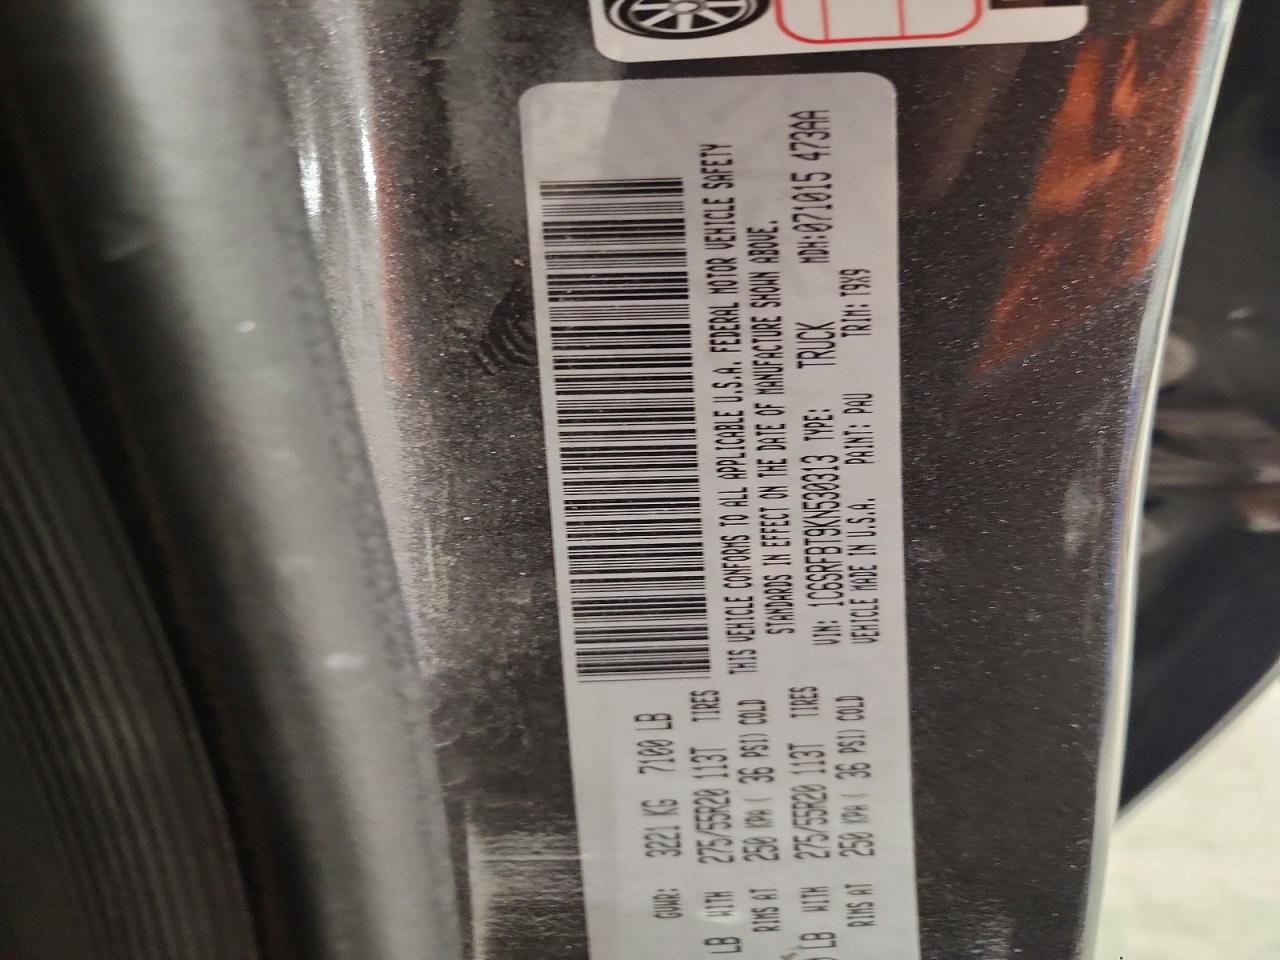 GVWR: 3221 KG 7100 LB
LB WITH 275/55R20 113T TIRES
RIMS AT 250 KPA ( 36 PSI) COLD
LB WITH 275/55R20 113T TIRES
RIMS AT 250 KPA ( 36 PSI) COLD
THIS VEHICLE CONFORMS TO ALL APPLICABLE U.S.A. FEDERAL MOTOR VEHICLE SAFETY
STANDARDS IN EFFECT ON THE DATE OF MANUFACTURE SHOWN ABOVE.
VIN: 1C6SRFBT9KN530313 TYPE: TRUCK MDH:071015 473AA
VEHICLE MADE IN U.S.A. PAINT: PAU TRIM: T9X9